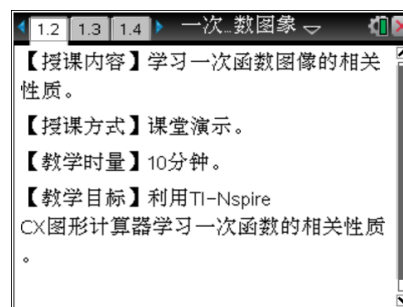 1.2 1.3 1.4 一次…数图象
【授课内容】学习一次函数图像的相关
性质。
【授课方式】课堂演示。
【教学时量】10分钟。
【教学目标】利用TI-Nspire
CX图形计算器学习一次函数的相关性质
。